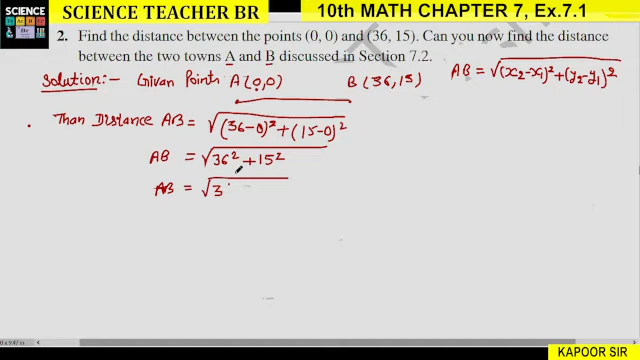 SCIENCE TEACHER BR
10th MATH CHAPTER 7, Ex.7.1
2. Find the distance between the points (0, 0) and (36, 15). Can you now find the distance
between the two towns A and B discussed in Section 7.2.
Solution:- Givan Points A(0,0) B(36,15)
AB = √(x2-x1)²+(y2-y1)²
Than Distance AB = √(36-0)²+(15-0)²
AB = √36²+15²
AB = √3
KAPOOR SIR